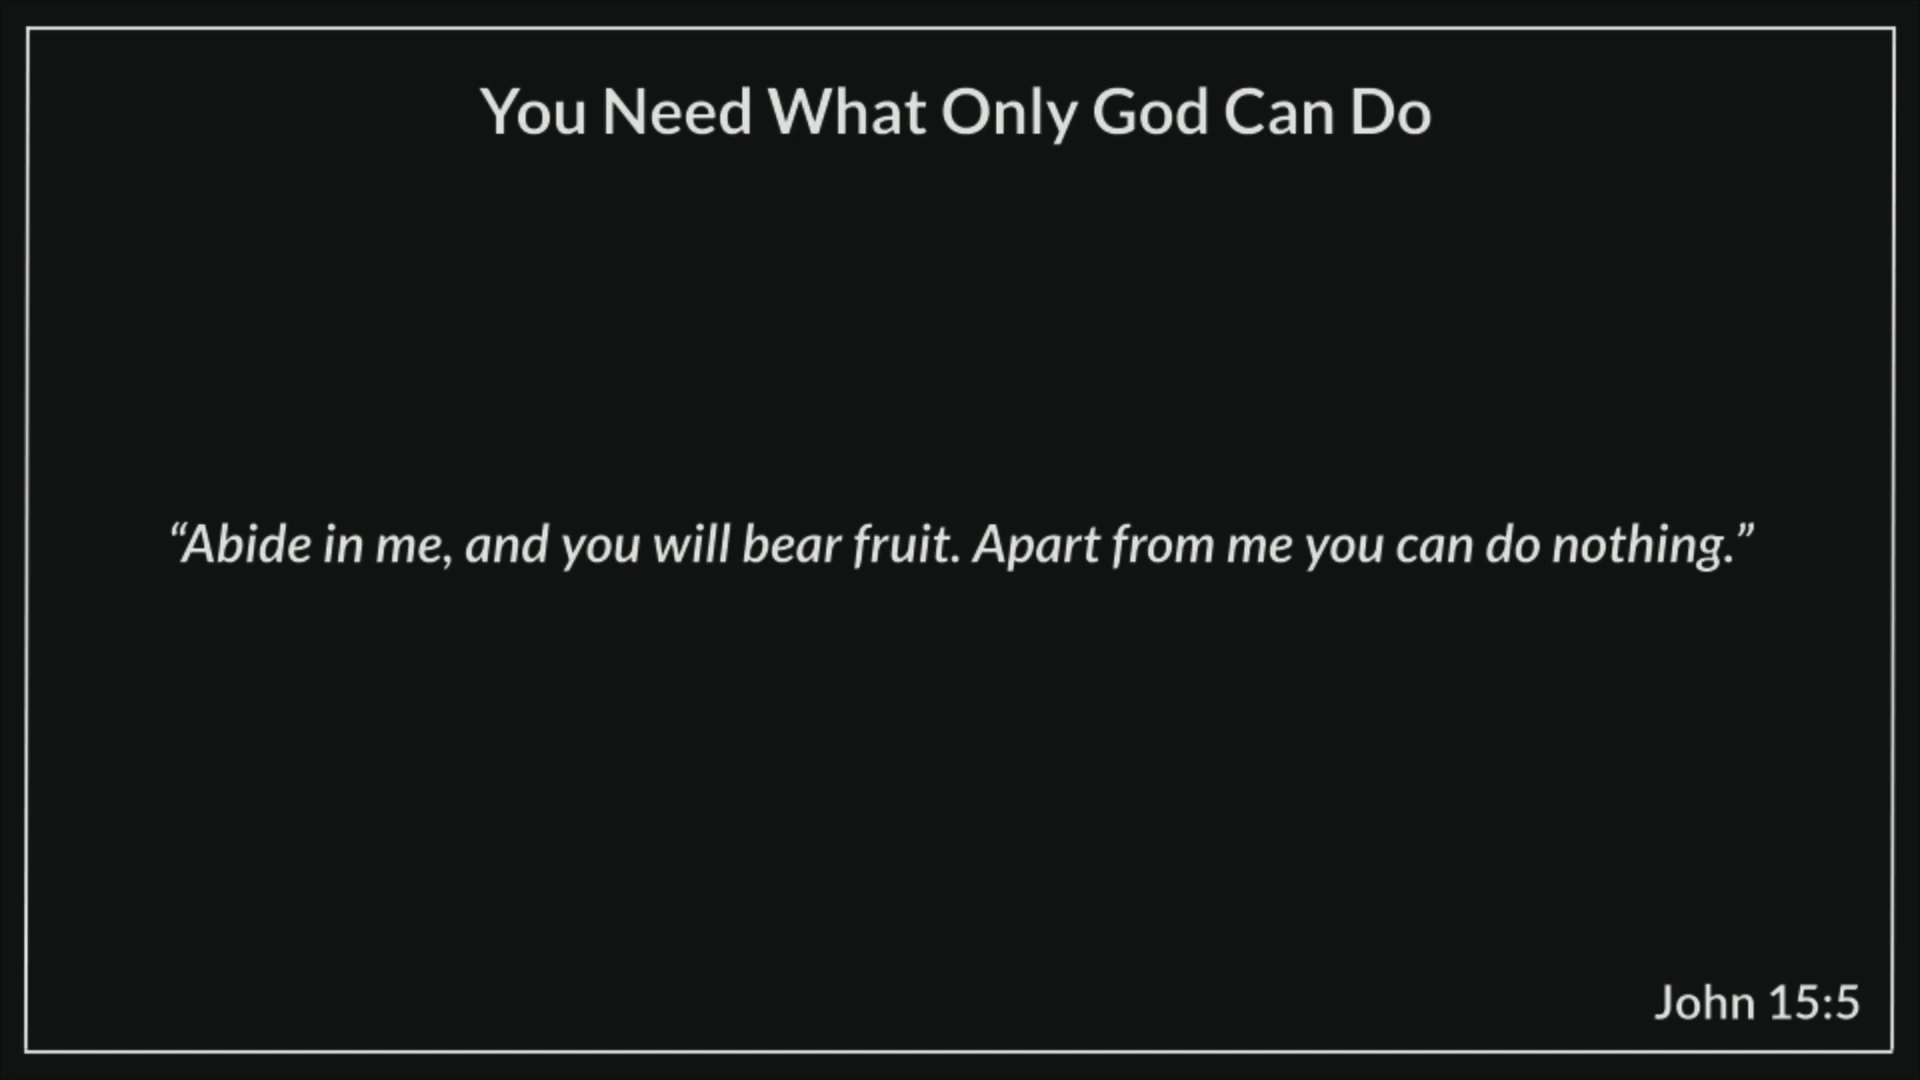 You Need What Only God Can Do
“Abide in me, and you will bear fruit. Apart from me you can do nothing.”
John 15:5